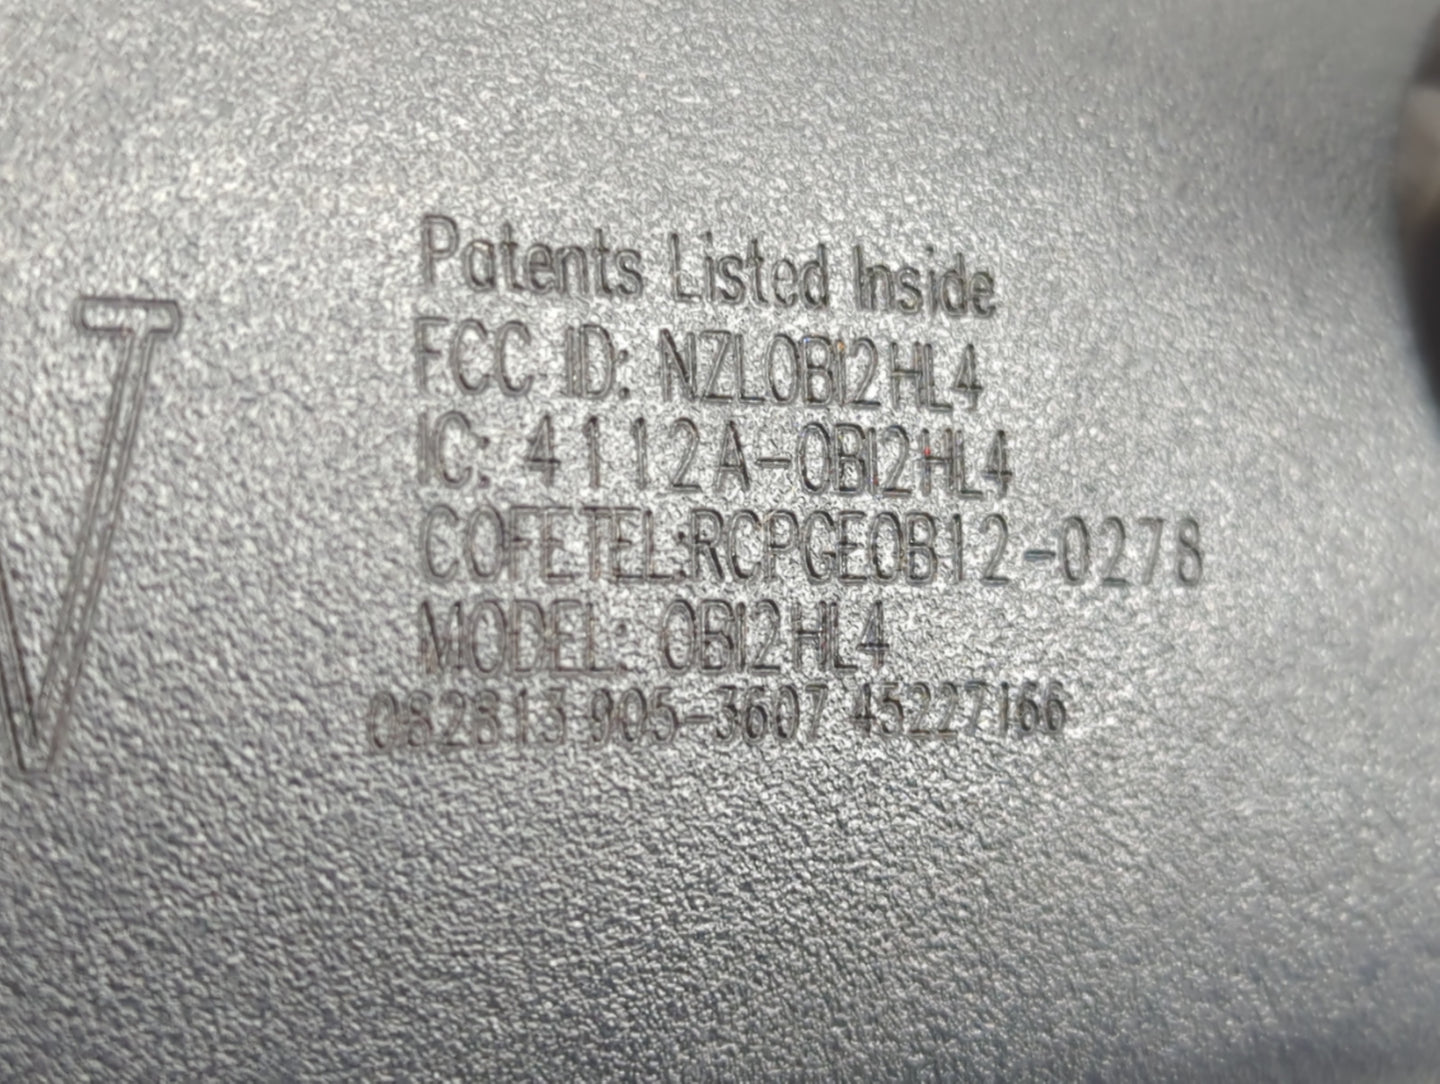 Patents Listed Inside
FCC ID: NZLOBI2HL4
IC: 4112A-OBI2HL4
COFETEL:RCPGEOB12-0278
MODEL: OBI2HL4
082813 905-3607 45227166